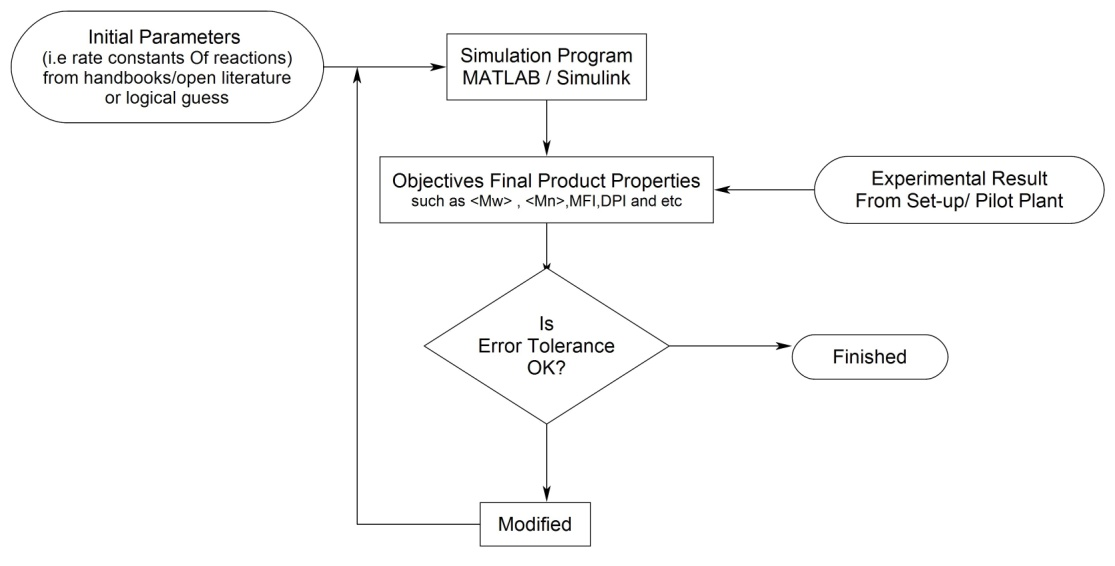 Initial Parameters
(i.e rate constants Of reactions)
from handbooks/open literature
or logical guess
Simulation Program
MATLAB / Simulink
Objectives Final Product Properties
such as <Mw> , <Mn>,MFI,DPI and etc
Experimental Result
From Set-up/ Pilot Plant
Is
Error Tolerance
OK?
Finished
Modified